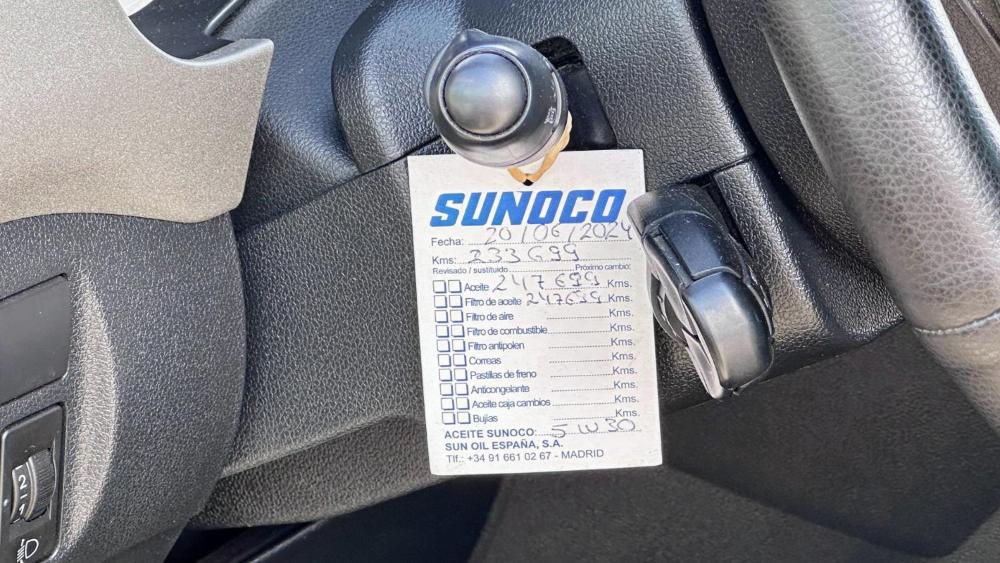 SUNOCO
Fecha: 20/06/2024
Kms: 233699
Revisado / sustituido Próximo cambio:
Aceite 247699 Kms.
Filtro de aceite 247699 Kms.
Filtro de aire Kms.
Filtro de combustible Kms.
Filtro antipolen Kms.
Correas Kms.
Pastillas de freno Kms.
Anticongelante Kms.
Aceite caja cambios Kms.
Bujías Kms.
ACEITE SUNOCO: 5W30
SUN OIL ESPAÑA, S.A.
Tlf.: +34 91 661 02 67 - MADRID
2
1